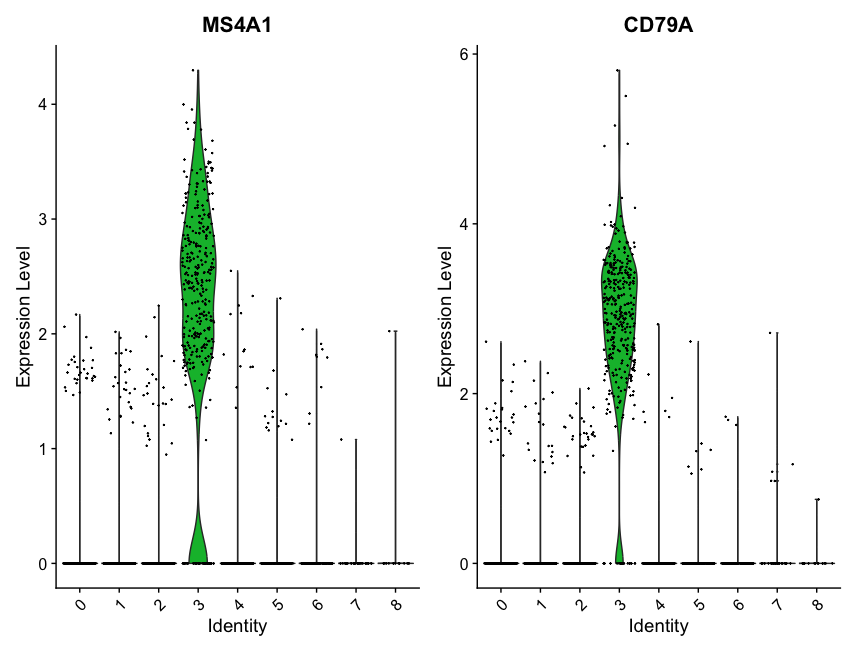 MS4A1
Expression Level
4
3
2
1
0
0 1 2 3 4 5 6 7 8
Identity
CD79A
Expression Level
6
4
2
0
0 1 2 3 4 5 6 7 8
Identity